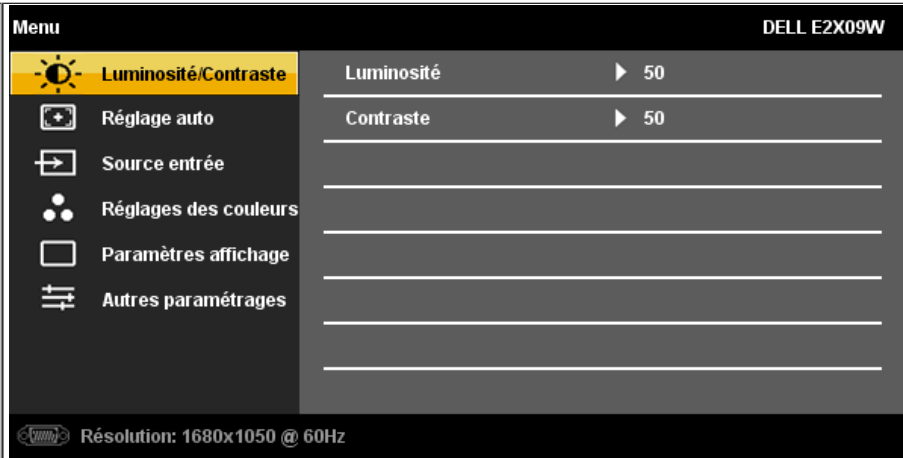 Menu DELL E2X09W
Luminosité/Contraste Luminosité 50
Réglage auto Contraste 50
Source entrée
Réglages des couleurs
Paramètres affichage
Autres paramétrages
Résolution: 1680x1050 @ 60Hz